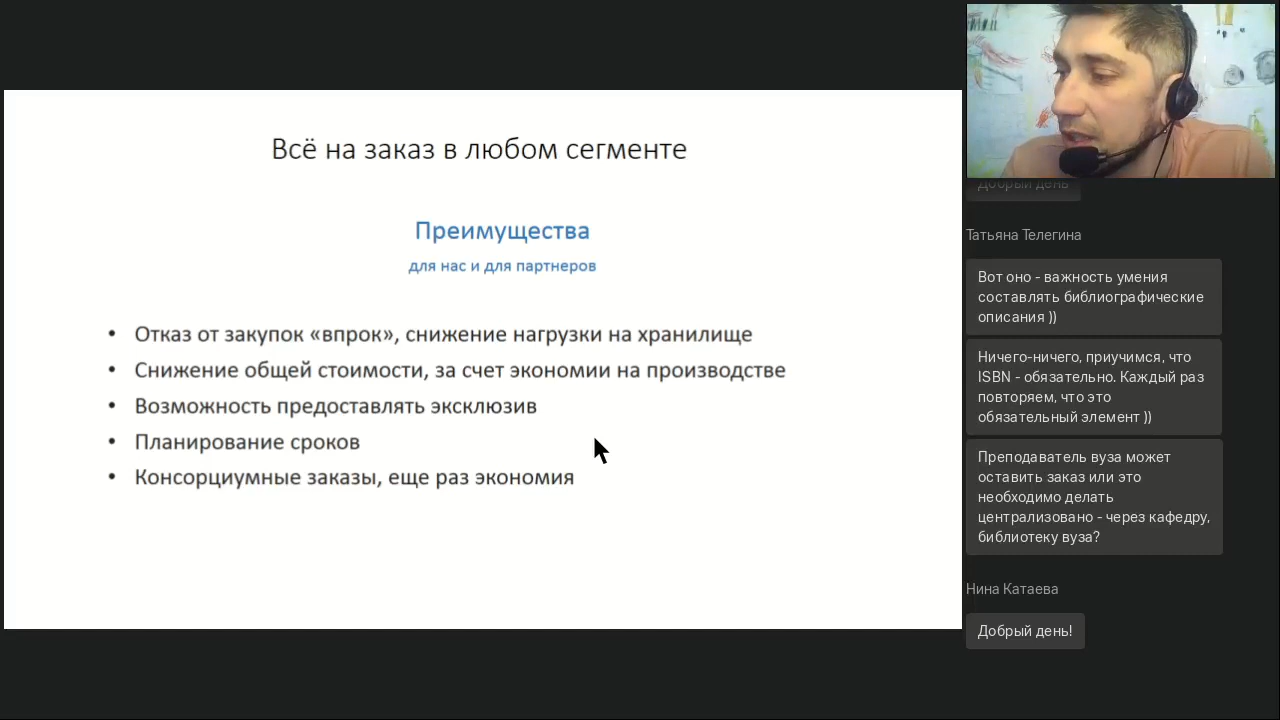 Всё на заказ в любом сегменте
Преимущества
для нас и для партнеров
• Отказ от закупок «впрок», снижение нагрузки на хранилище
• Снижение общей стоимости, за счет экономии на производстве
• Возможность предоставлять эксклюзив
• Планирование сроков
• Консорциумные заказы, еще раз экономия
Добрый день
Татьяна Телегина
Вот оно - важность умения
составлять библиографические
описания ))
Ничего-ничего, приучимся, что
ISBN - обязательно. Каждый раз
повторяем, что это
обязательный элемент ))
Преподаватель вуза может
оставить заказ или это
необходимо делать
централизовано - через кафедру,
библиотеку вуза?
Нина Катаева
Добрый день!